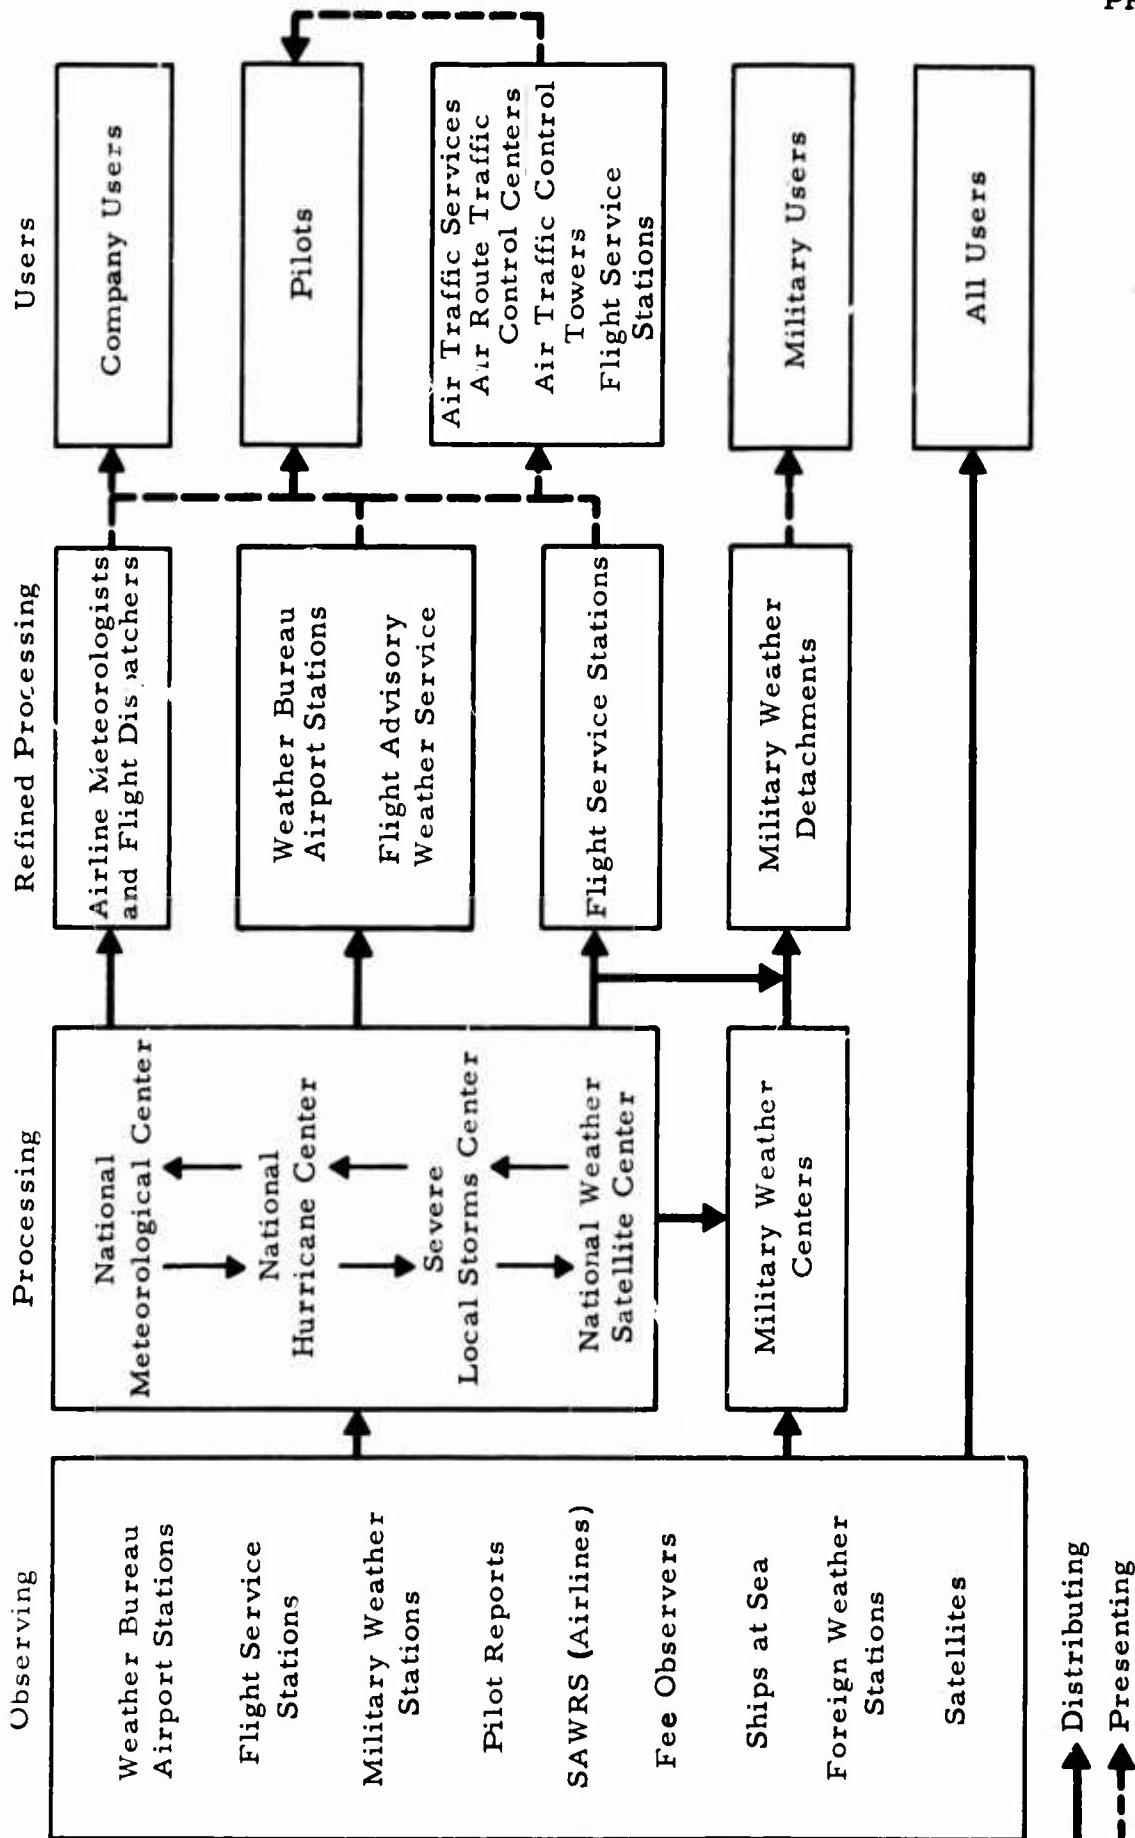 PR
Observing
Processing
Refined Processing
Users
Weather Bureau
Airport Stations
Flight Service
Stations
Military Weather
Stations
Pilot Reports
SAWRS (Airlines)
Fee Observers
Ships at Sea
Foreign Weather
Stations
Satellites
National
Meteorological Center
National
Hurricane Center
Severe
Local Storms Center
National Weather
Satellite Center
Military Weather
Centers
Airline Meteorologists
and Flight Dispatchers
Weather Bureau
Airport Stations
Flight Advisory
Weather Service
Flight Service Stations
Military Weather
Detachments
Company Users
Pilots
Air Traffic Services
Air Route Traffic
Control Centers
Air Traffic Control
Towers
Flight Service
Stations
Military Users
All Users
Distributing
Presenting